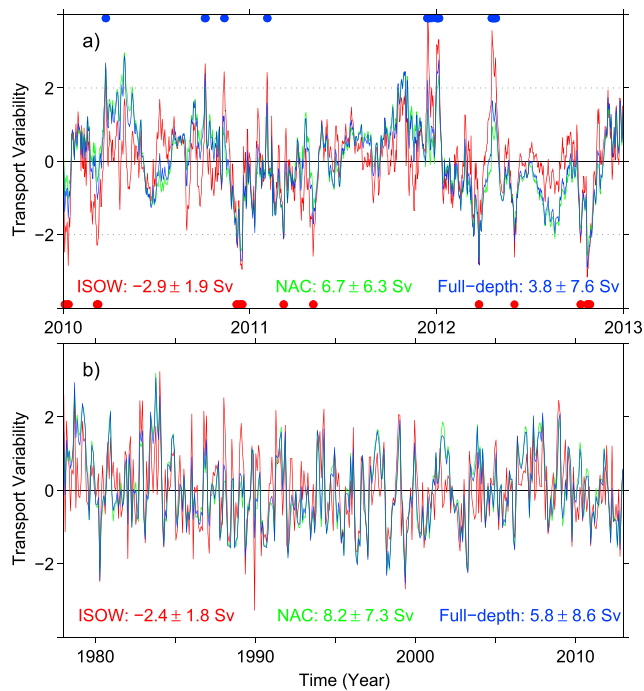 a)
Transport Variability
2
0
−2
ISOW: −2.9 ± 1.9 Sv
NAC: 6.7 ± 6.3 Sv
Full−depth: 3.8 ± 7.6 Sv
2010
2011
2012
2013
b)
Transport Variability
2
0
−2
ISOW: −2.4 ± 1.8 Sv
NAC: 8.2 ± 7.3 Sv
Full−depth: 5.8 ± 8.6 Sv
1980
1990
2000
2010
Time (Year)